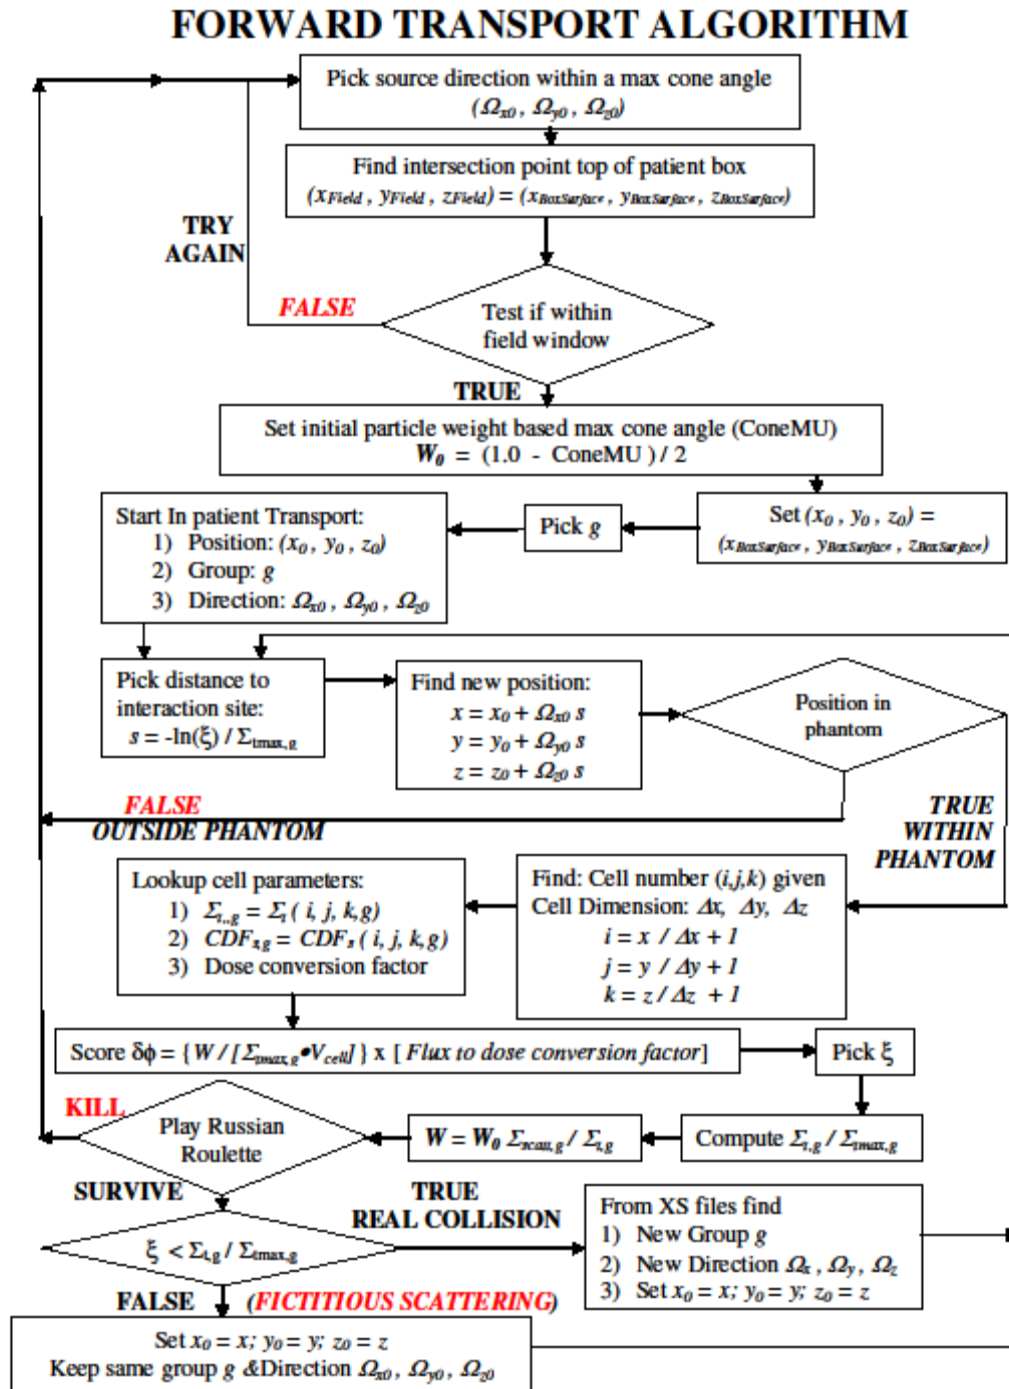 FORWARD TRANSPORT ALGORITHM
Pick source direction within a max cone angle
(Ωx0 , Ωy0 , Ωz0)
Find intersection point top of patient box
(xField , yField , zField) = (xBoxSurface , yBoxSurface , zBoxSurface)
TRY
AGAIN
FALSE
Test if within
field window
TRUE
Set initial particle weight based max cone angle (ConeMU)
W0 = (1.0 - ConeMU ) / 2
Set (x0 , y0 , z0) =
(xBoxSurface , yBoxSurface , zBoxSurface)
Pick g
Start In patient Transport:
1) Position: (x0 , y0 , z0)
2) Group: g
3) Direction: Ωx0 , Ωy0 , Ωz0
Pick distance to
interaction site:
s = -ln(ξ) / Σtmax,g
Find new position:
x = x0 + Ωx0 s
y = y0 + Ωy0 s
z = z0 + Ωz0 s
Position in
phantom
FALSE
OUTSIDE PHANTOM
TRUE
WITHIN
PHANTOM
Find: Cell number (i,j,k) given
Cell Dimension: Δx, Δy, Δz
i = x / Δx + 1
j = y / Δy + 1
k = z / Δz + 1
Lookup cell parameters:
1) Σt,,g = Σt ( i, j, k,g)
2) CDFs,g = CDFs ( i, j, k,g)
3) Dose conversion factor
Score δϕ = { W / [Σtmax,g•Vcell] } x [ Flux to dose conversion factor]
Pick ξ
Compute Σt,g / Σtmax,g
W = W0 Σscatt,g / Σt,g
Play Russian
Roulette
KILL
SURVIVE
ξ < Σt,g / Σtmax,g
TRUE
REAL COLLISION
From XS files find
1) New Group g
2) New Direction Ωx , Ωy , Ωz
3) Set x0 = x; y0 = y; z0 = z
FALSE (FICTITIOUS SCATTERING)
Set x0 = x; y0 = y; z0 = z
Keep same group g &Direction Ωx0 , Ωy0 , Ωz0